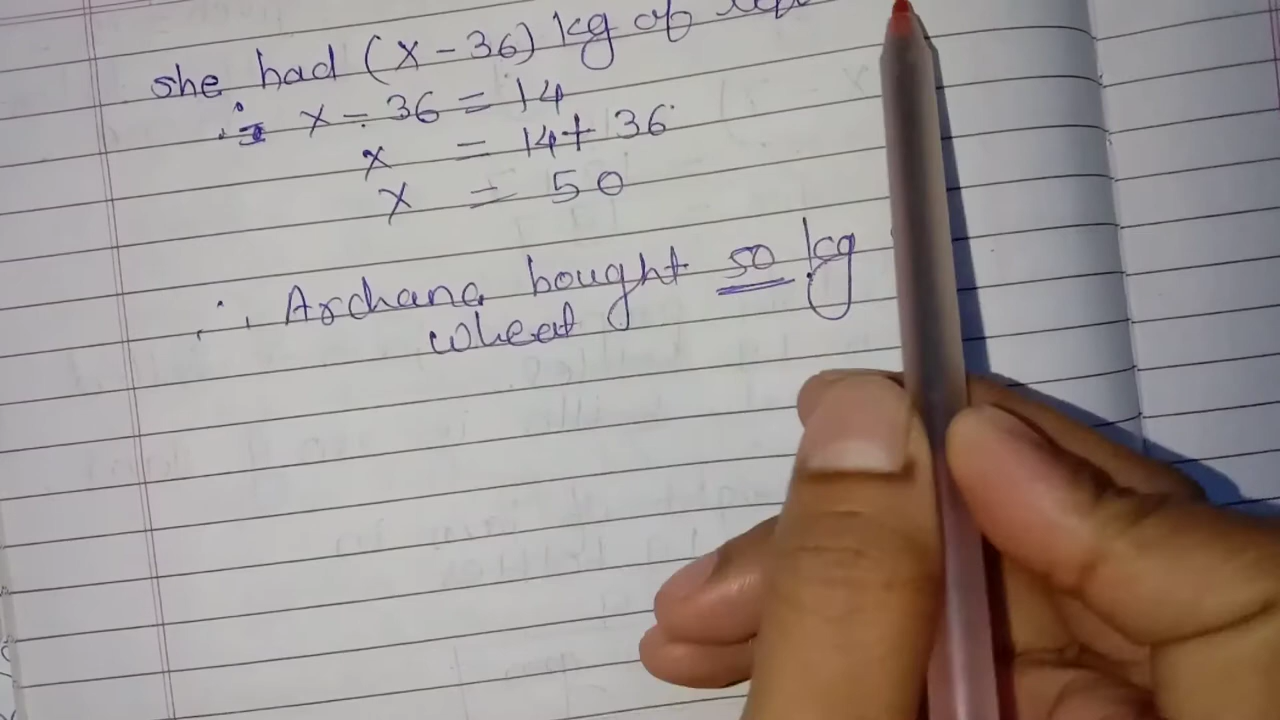 she had (x - 36) kg of
∴ x - 36 = 14
x = 14 + 36
x = 50
∴ Archana bought 50 kg
wheat